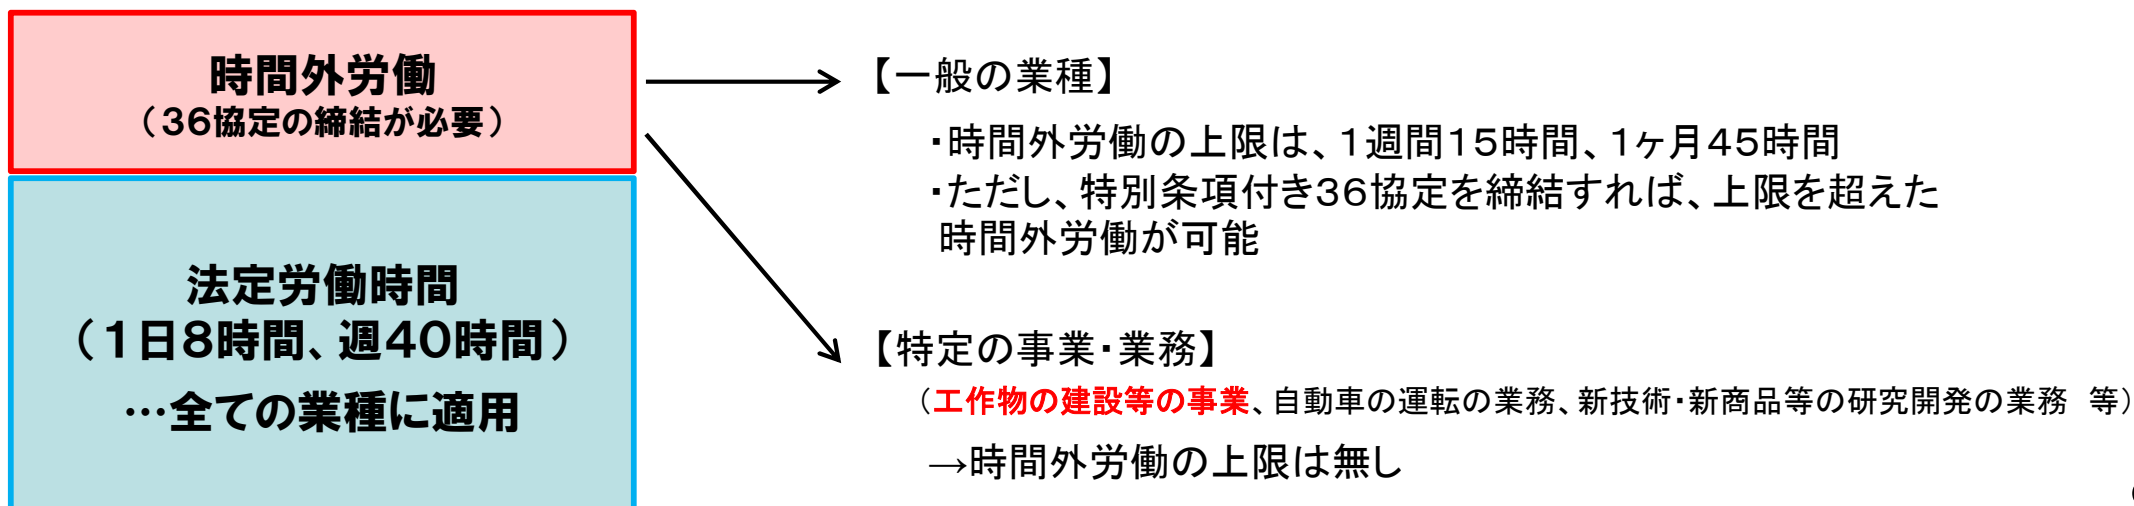 時間外労働
（36協定の締結が必要）
法定労働時間
（1日8時間、週40時間）
…全ての業種に適用
【一般の業種】
・時間外労働の上限は、1週間15時間、1ヶ月45時間
・ただし、特別条項付き36協定を締結すれば、上限を超えた
時間外労働が可能
【特定の事業・業務】
（工作物の建設等の事業、自動車の運転の業務、新技術・新商品等の研究開発の業務　等）
→時間外労働の上限は無し